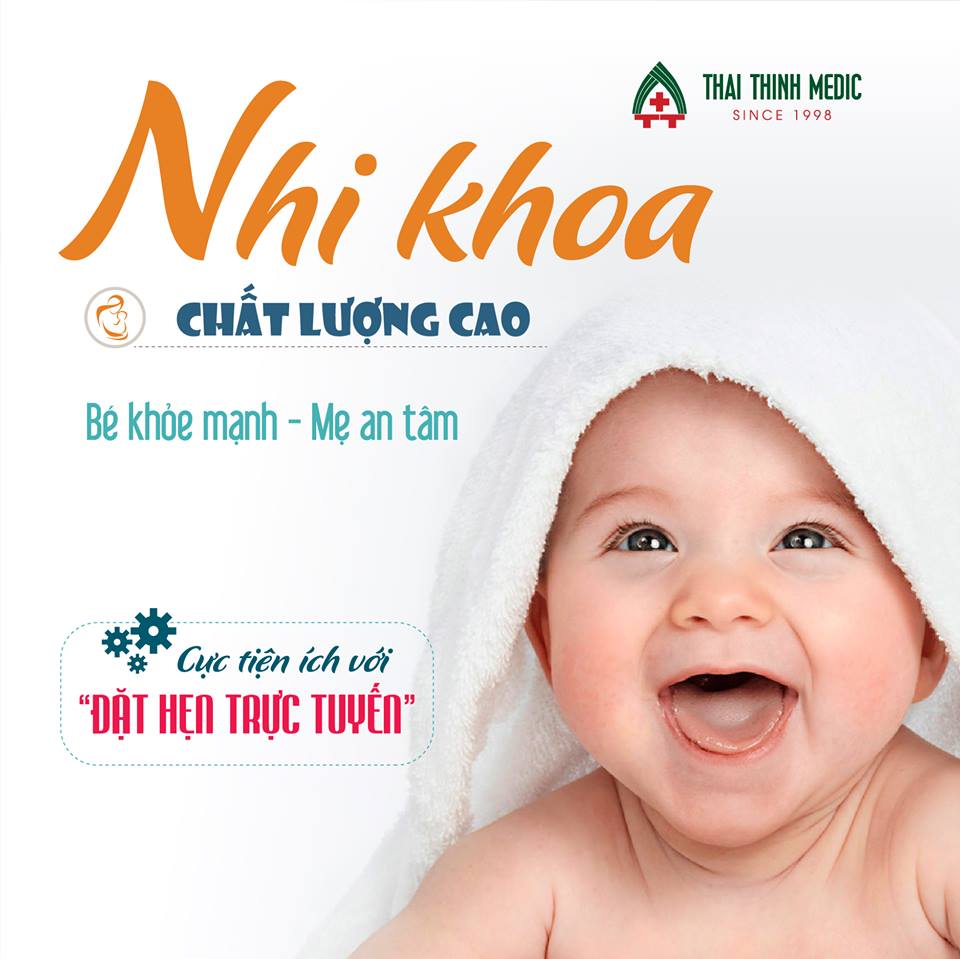 THAI THINH MEDIC
SINCE 1998
Nhi khoa
CHẤT LƯỢNG CAO
Bé khỏe mạnh - Mẹ an tâm
Cực tiện ích với
“ĐẶT HẸN TRỰC TUYẾN”